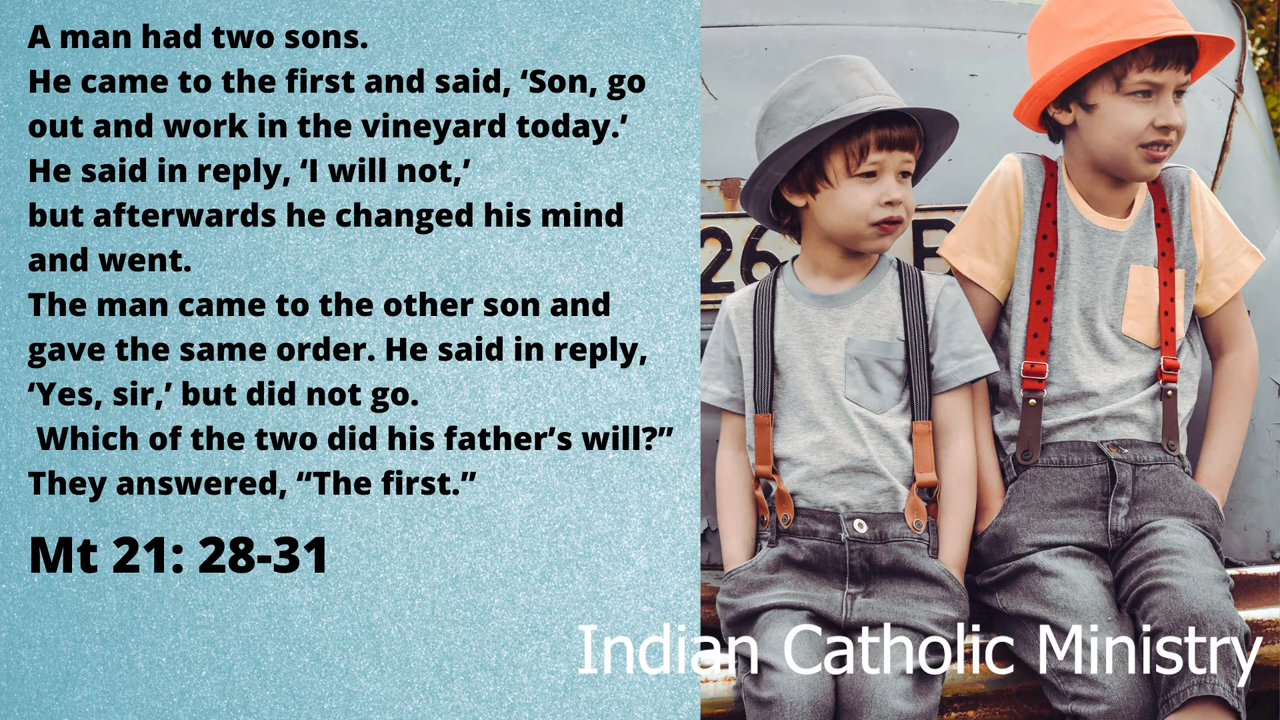 A man had two sons.
He came to the first and said, ‘Son, go
out and work in the vineyard today.’
He said in reply, ‘I will not,’
but afterwards he changed his mind
and went.
The man came to the other son and
gave the same order. He said in reply,
‘Yes, sir,’ but did not go.
Which of the two did his father’s will?”
They answered, “The first.”
Mt 21: 28-31
26
Indian Catholic Ministry